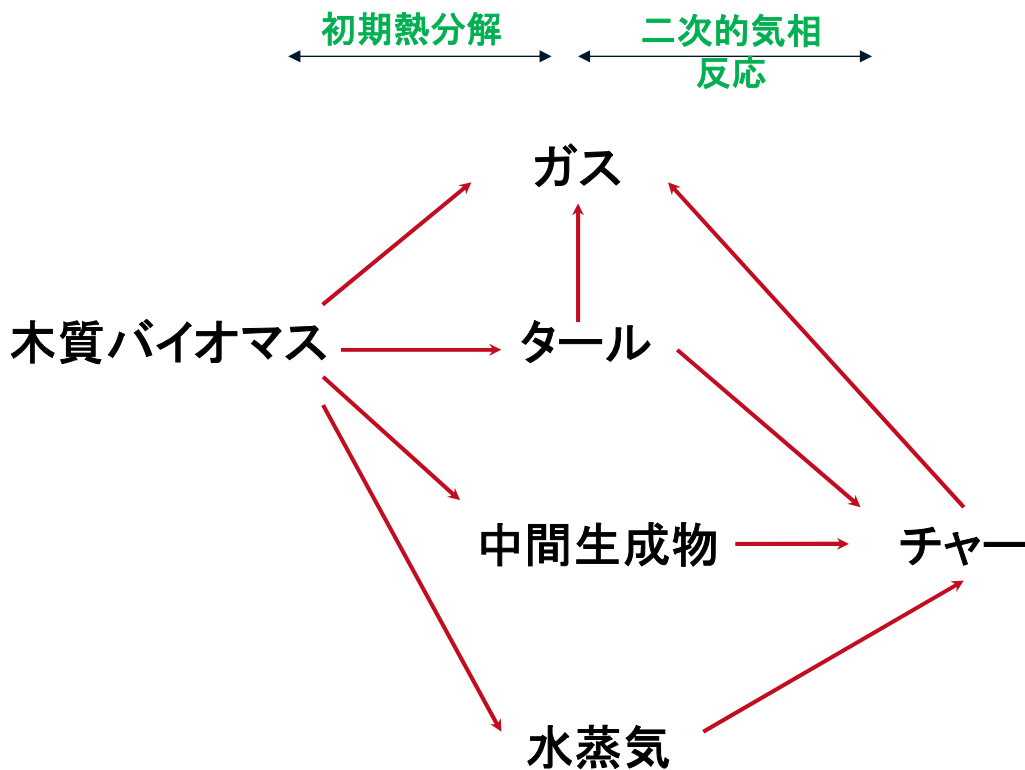 初期熱分解
二次的気相
反応
ガス
木質バイオマス
タール
中間生成物
チャー
水蒸気